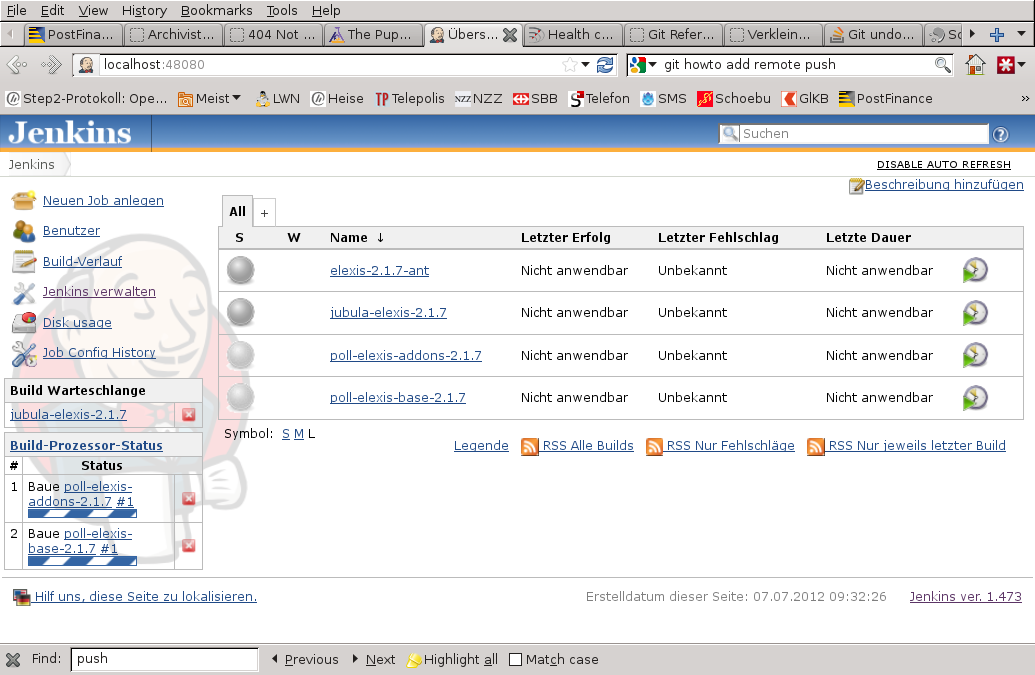 File Edit View History Bookmarks Tools Help
PostFina... Archivist... 404 Not ... The Pup... Übers... Health c... Git Refer... Verklein... Git undo... Sc
localhost:48080 git howto add remote push
Step2-Protokoll: Ope... Meist LWN Heise Telepolis NZZ NZZ SBB Telefon SMS Schoebu GlKB PostFinance »
Jenkins Suchen ?
Jenkins DISABLE AUTO REFRESH
Beschreibung hinzufügen
Neuen Job anlegen
Benutzer
Build-Verlauf
Jenkins verwalten
Disk usage
Job Config History
Build Warteschlange
jubula-elexis-2.1.7
Build-Prozessor-Status
# Status
1 Baue poll-elexis-
addons-2.1.7 #1
2 Baue poll-elexis-
base-2.1.7 #1
All +
S W Name ↓ Letzter Erfolg Letzter Fehlschlag Letzte Dauer
elexis-2.1.7-ant Nicht anwendbar Unbekannt Nicht anwendbar
jubula-elexis-2.1.7 Nicht anwendbar Unbekannt Nicht anwendbar
poll-elexis-addons-2.1.7 Nicht anwendbar Unbekannt Nicht anwendbar
poll-elexis-base-2.1.7 Nicht anwendbar Unbekannt Nicht anwendbar
Symbol: S M L
Legende RSS Alle Builds RSS Nur Fehlschläge RSS Nur jeweils letzter Build
Hilf uns, diese Seite zu lokalisieren. Erstelldatum dieser Seite: 07.07.2012 09:32:26 Jenkins ver. 1.473
Find: push Previous Next Highlight all Match case